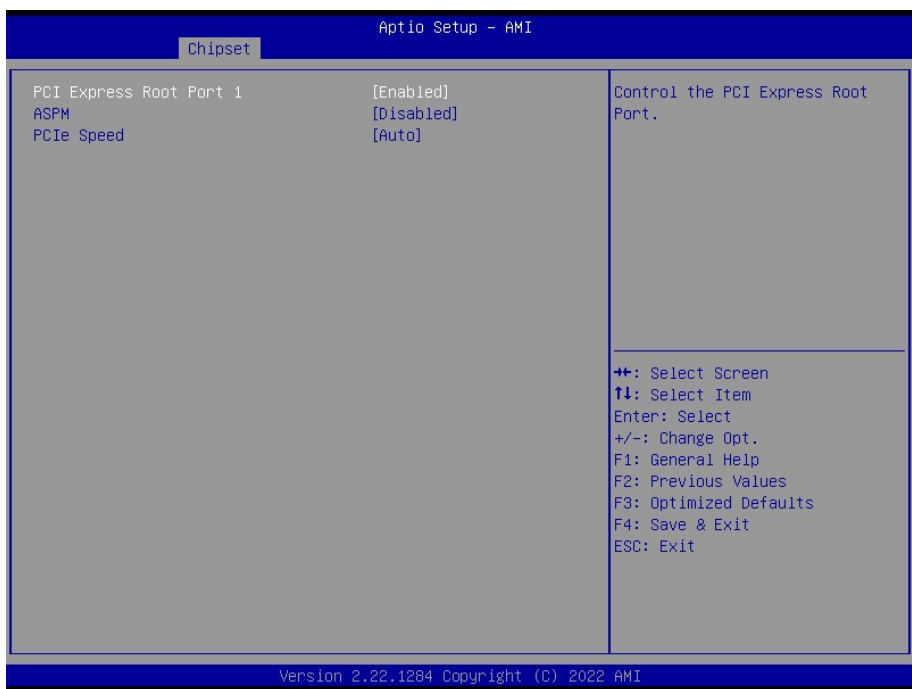 Aptio Setup – AMI
Chipset
PCI Express Root Port 1 [Enabled]
ASPM [Disabled]
PCIe Speed [Auto]
Control the PCI Express Root
Port.
→←: Select Screen
↑↓: Select Item
Enter: Select
+/-: Change Opt.
F1: General Help
F2: Previous Values
F3: Optimized Defaults
F4: Save & Exit
ESC: Exit
Version 2.22.1284 Copyright (C) 2022 AMI